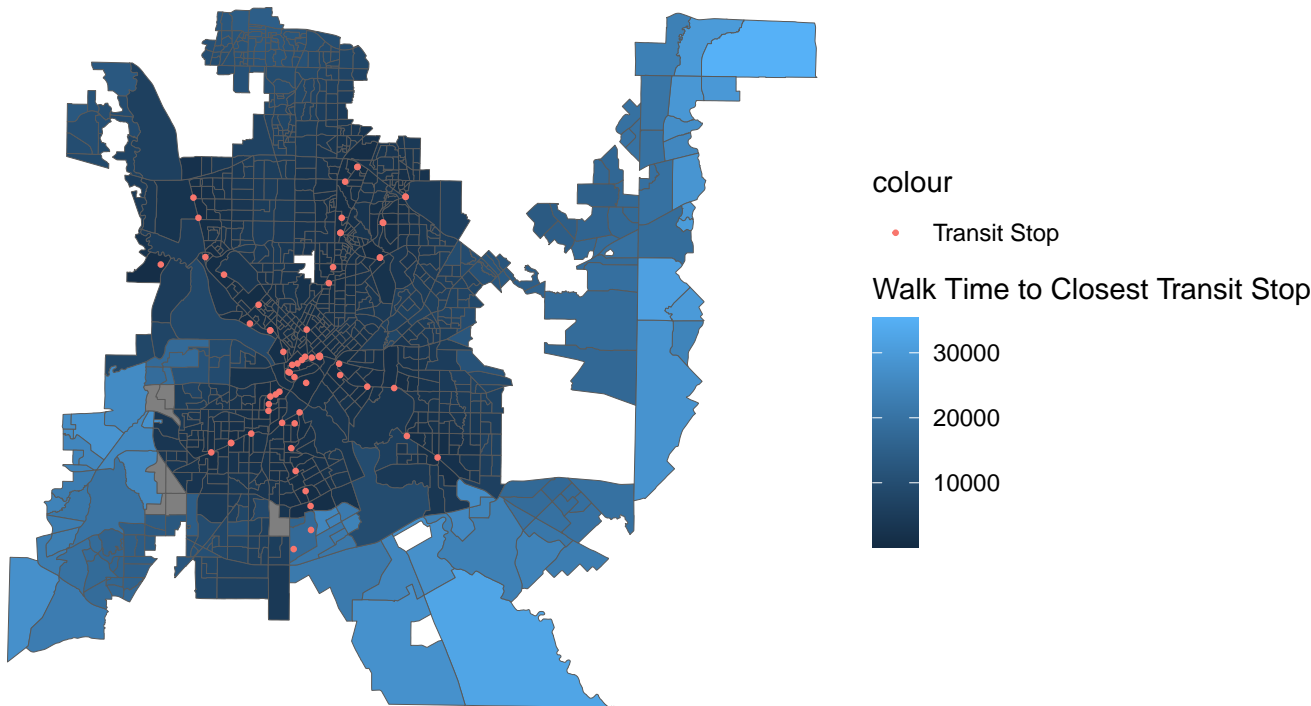 colour
Transit Stop
Walk Time to Closest Transit Stop
30000
20000
10000